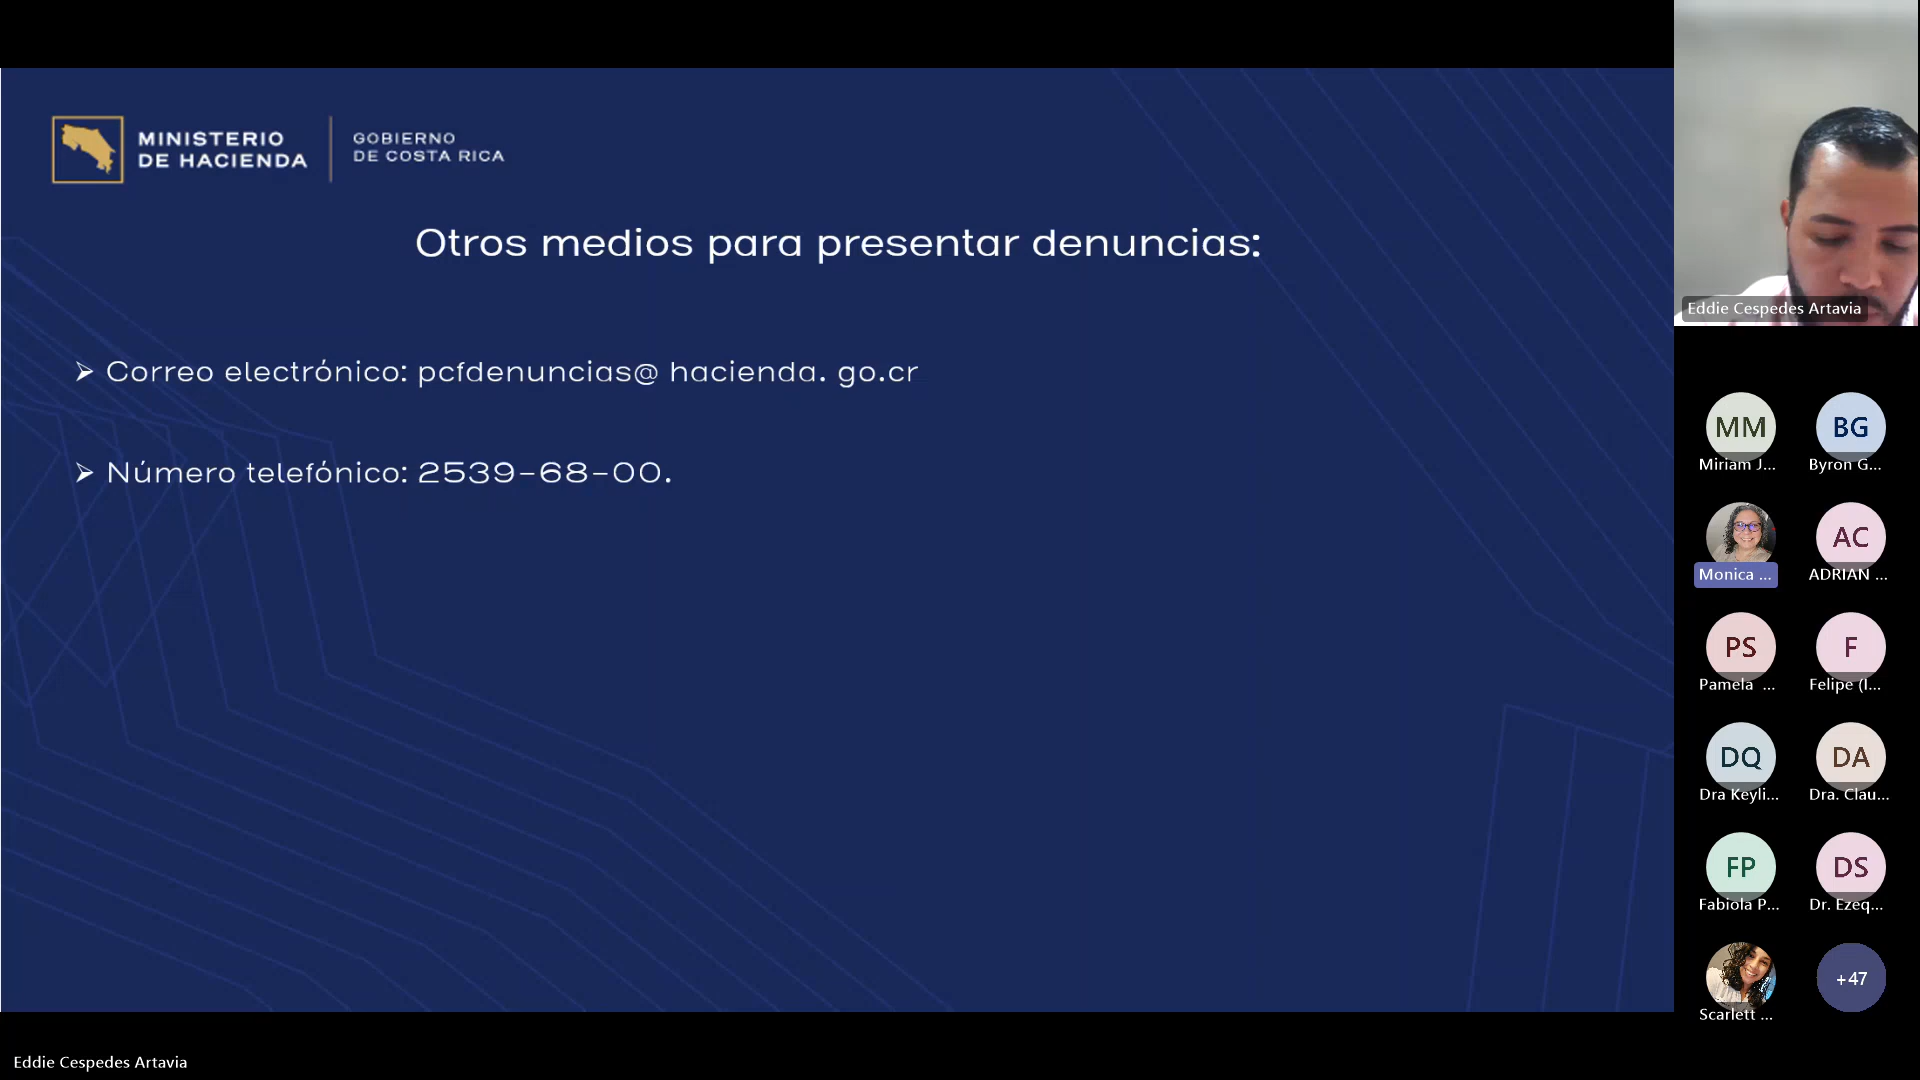 MINISTERIO
DE HACIENDA
GOBIERNO
DE COSTA RICA
Otros medios para presentar denuncias:
➢ Correo electrónico: pcfdenuncias@ hacienda. go.cr
➢ Número telefónico: 2539-68-00.
Eddie Cespedes Artavia
MM
Miriam J...
BG
Byron G...
Monica ...
AC
ADRIAN ...
PS
Pamela ...
F
Felipe (I...
DQ
Dra Keyli...
DA
Dra. Clau...
FP
Fabiola P...
DS
Dr. Ezeq...
Scarlett ...
+47
Eddie Cespedes Artavia